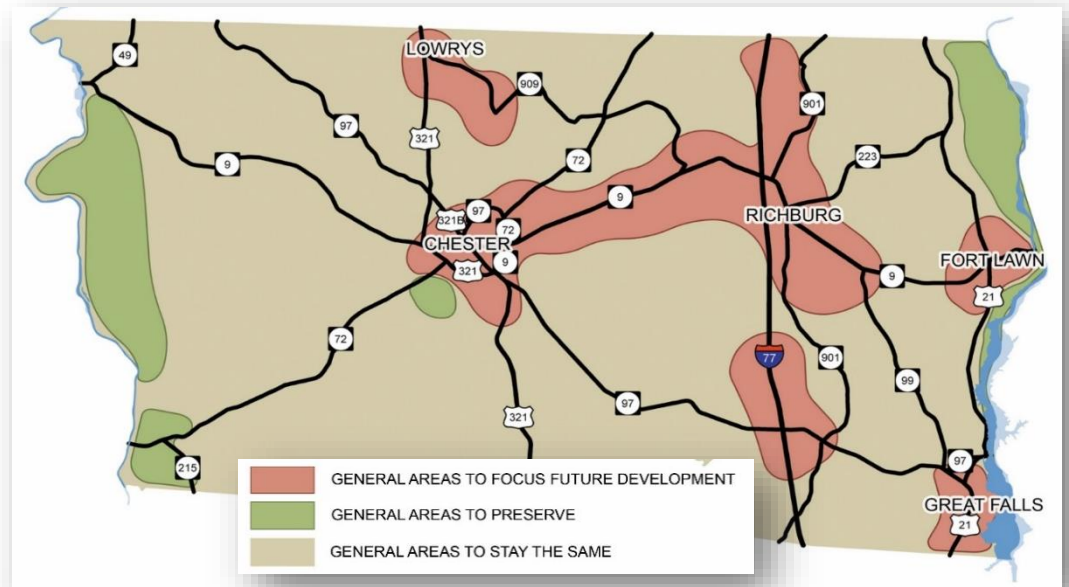 LOWRYS
49
909
901
97
321
72
223
9
9
97
321B
72
RICHBURG
CHESTER
9
FORT LAWN
321
9
21
72
77
901
99
97
321
97
215
GREAT FALLS
21
GENERAL AREAS TO FOCUS FUTURE DEVELOPMENT
GENERAL AREAS TO PRESERVE
GENERAL AREAS TO STAY THE SAME